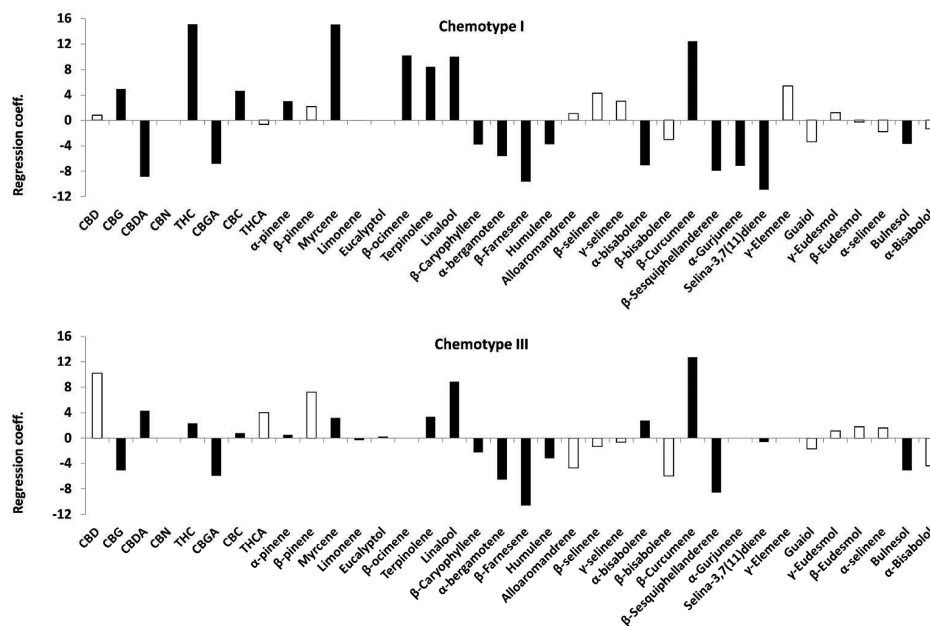 Chemotype I
Regression coeff.
16
12
8
4
0
-4
-8
-12
CBD
CBG
CBDA
CBN
THC
CBGA
CBC
THCA
α-pinene
β-pinene
Myrcene
Limonene
Eucalyptol
β-ocimene
Terpinolene
Linalool
β-Caryophyllene
α-bergamotene
β-Farnesene
Humulene
Alloaromandrene
β-selinene
γ-selinene
α-bisabolene
β-bisabolene
β-Curcumene
β-Sesquiphellanderene
α-Gurjunene
Selina-3,7(11)diene
γ-Elemene
Guaiol
γ-Eudesmol
β-Eudesmol
α-selinene
Bulnesol
α-Bisabolol
Chemotype III
Regression coeff.
16
12
8
4
0
-4
-8
-12
CBD
CBG
CBDA
CBN
THC
CBGA
CBC
THCA
α-pinene
β-pinene
Myrcene
Limonene
Eucalyptol
β-ocimene
Terpinolene
Linalool
β-Caryophyllene
α-bergamotene
β-Farnesene
Humulene
Alloaromandrene
β-selinene
γ-selinene
α-bisabolene
β-bisabolene
β-Curcumene
β-Sesquiphellanderene
α-Gurjunene
Selina-3,7(11)diene
γ-Elemene
Guaiol
γ-Eudesmol
β-Eudesmol
α-selinene
Bulnesol
α-Bisabolol